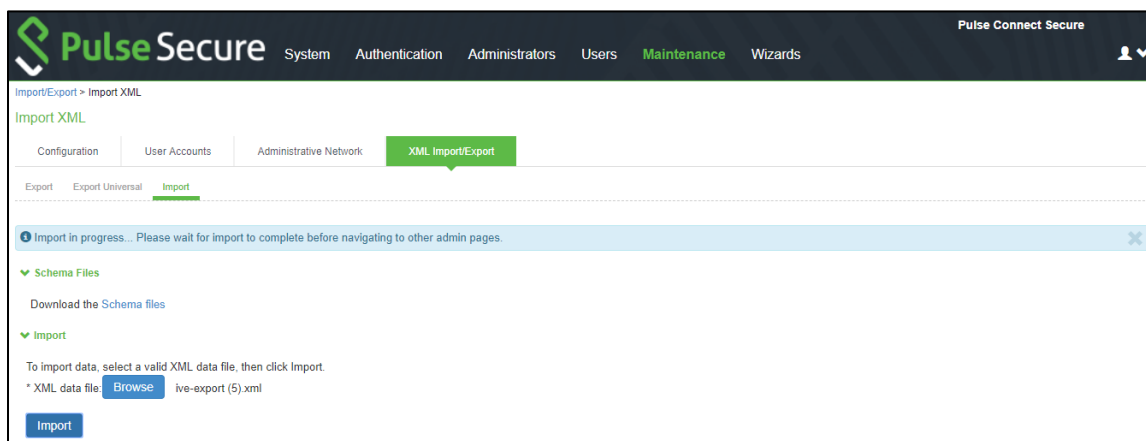 Pulse Connect Secure
Pulse Secure System Authentication Administrators Users Maintenance Wizards
Import/Export > Import XML
Import XML
Configuration User Accounts Administrative Network XML Import/Export
Export Export Universal Import
Import in progress... Please wait for import to complete before navigating to other admin pages.
Schema Files
Download the Schema files
Import
To import data, select a valid XML data file, then click Import.
* XML data file: Browse ive-export (5).xml
Import